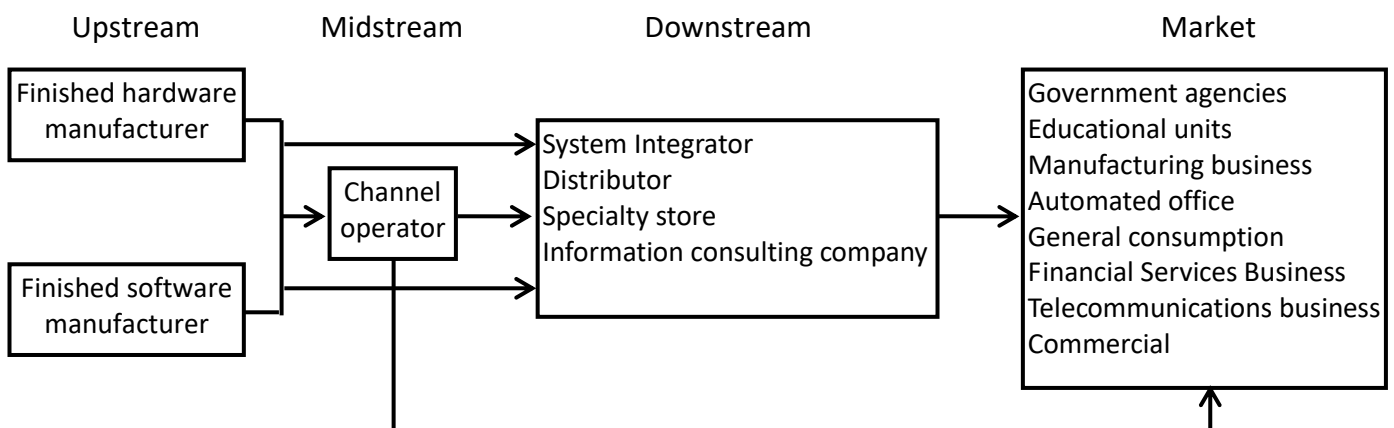 Upstream
Midstream
Downstream
Market
Finished hardware
manufacturer
Finished software
manufacturer
Channel
operator
System Integrator
Distributor
Specialty store
Information consulting company
Government agencies
Educational units
Manufacturing business
Automated office
General consumption
Financial Services Business
Telecommunications business
Commercial